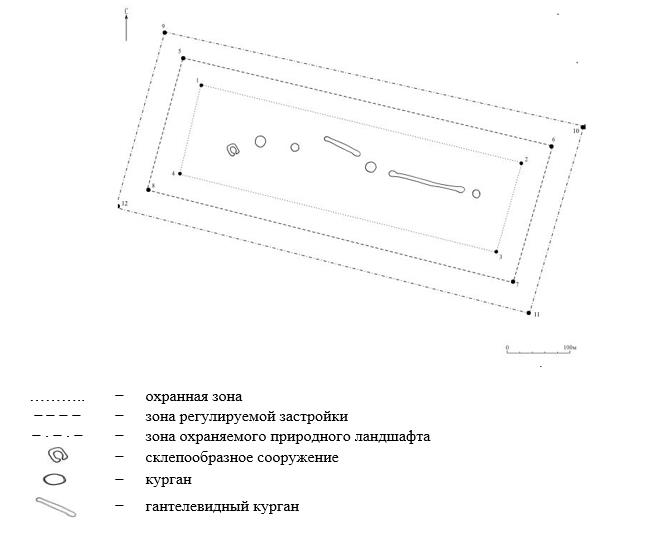 С
9
5
10
6
1
2
4
8
12
3
7
11
0 100м
.......... – охранная зона
– – – – – зона регулируемой застройки
– · – · – – зона охраняемого природного ландшафта
– склепообразное сооружение
– курган
– гантелевидный курган